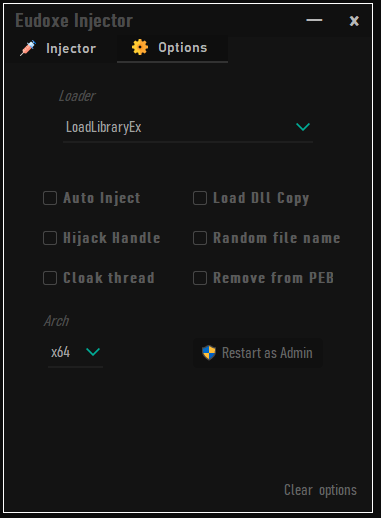 Eudoxe Injector
Injector Options
Loader
LoadLibraryEx
Auto Inject Load Dll Copy
Hijack Handle Random file name
Cloak thread Remove from PEB
Arch
x64 Restart as Admin
Clear options